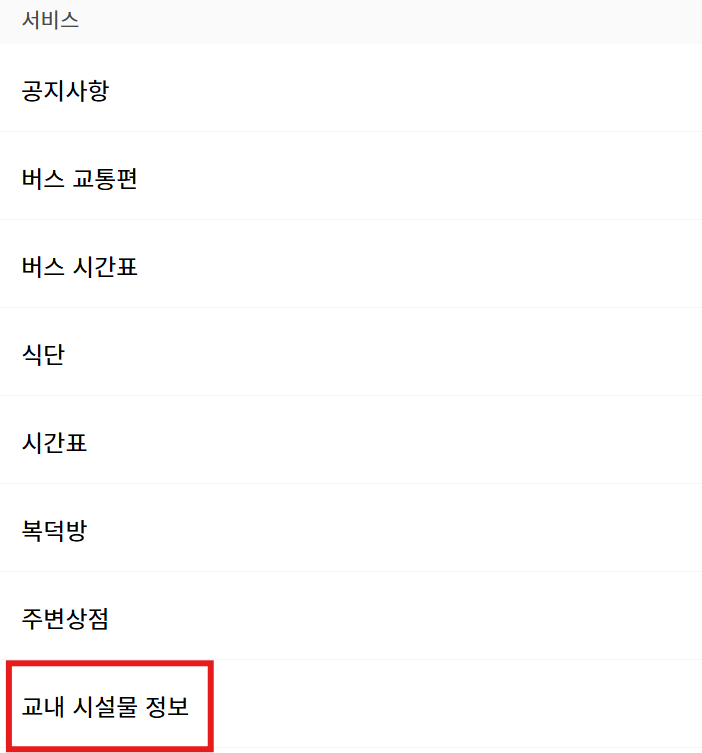 서비스
공지사항
버스 교통편
버스 시간표
식단
시간표
복덕방
주변상점
교내 시설물 정보